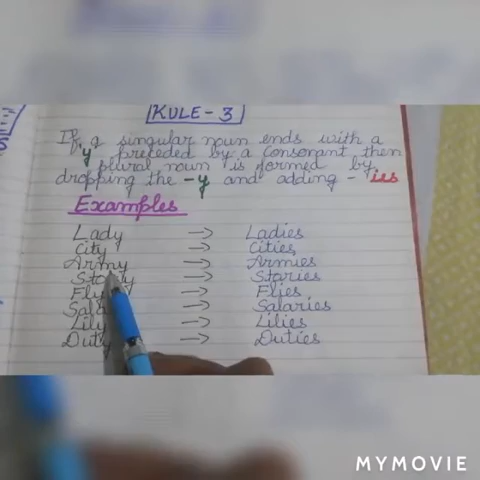 RULE - 3
If a singular noun ends with a
y preceded by a Consonant then
plural noun is formed by
dropping the -y and adding - ies
Examples
Lady → Ladies
City → Cities
Army → Armies
→ Staries
→ Flies
→ Salaries
Lily → Lilies
Duty → Duties
MYMOVIE